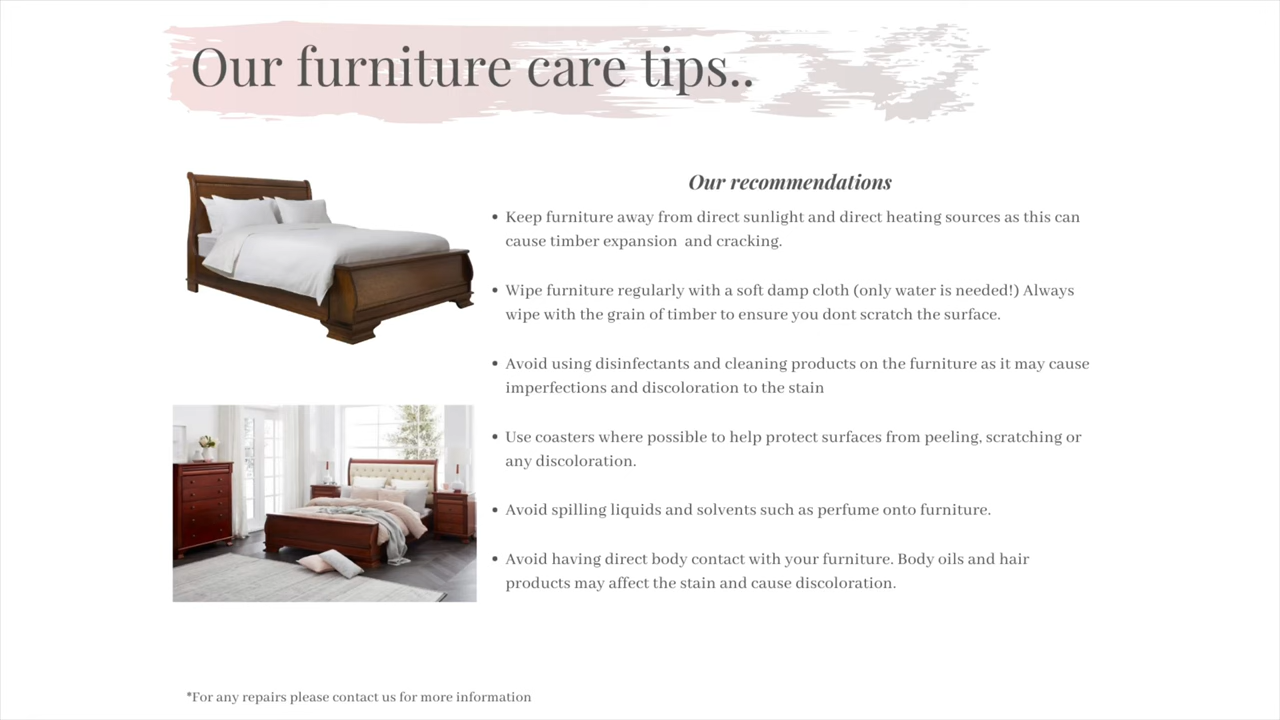 Our furniture care tips..
Our recommendations
• Keep furniture away from direct sunlight and direct heating sources as this can
cause timber expansion  and cracking.
• Wipe furniture regularly with a soft damp cloth (only water is needed!) Always
wipe with the grain of timber to ensure you dont scratch the surface.
• Avoid using disinfectants and cleaning products on the furniture as it may cause
imperfections and discoloration to the stain
• Use coasters where possible to help protect surfaces from peeling, scratching or
any discoloration.
• Avoid spilling liquids and solvents such as perfume onto furniture.
• Avoid having direct body contact with your furniture. Body oils and hair
products may affect the stain and cause discoloration.
*For any repairs please contact us for more information